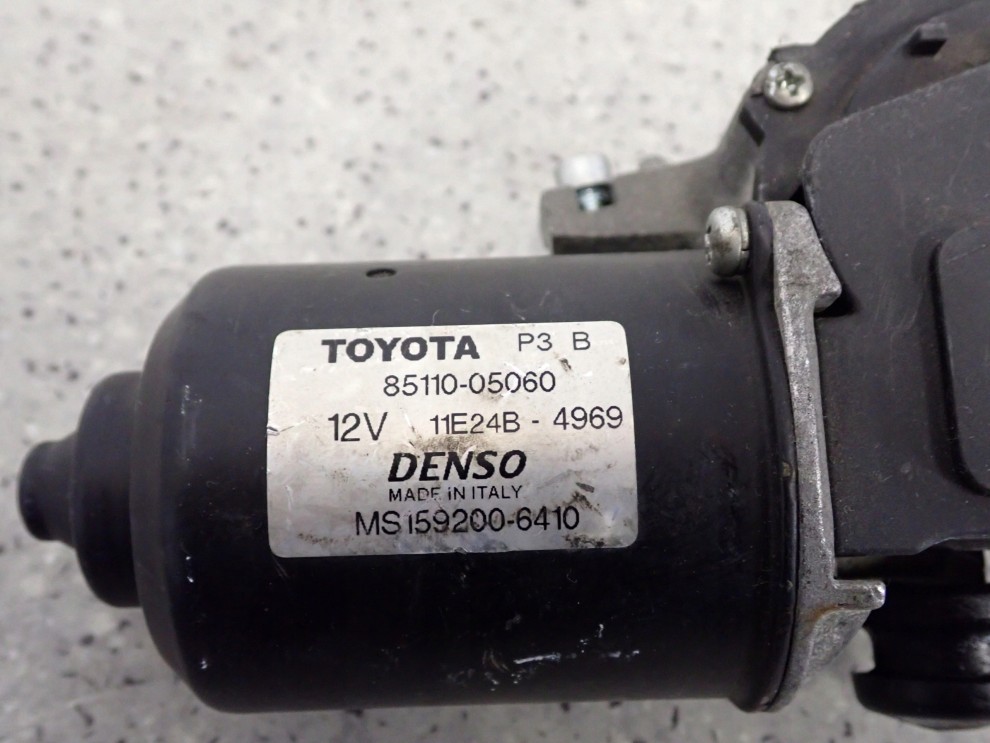 TOYOTA P3 B
85110-05060
12V 11E24B - 4969
DENSO
MADE IN ITALY
MS159200-6410